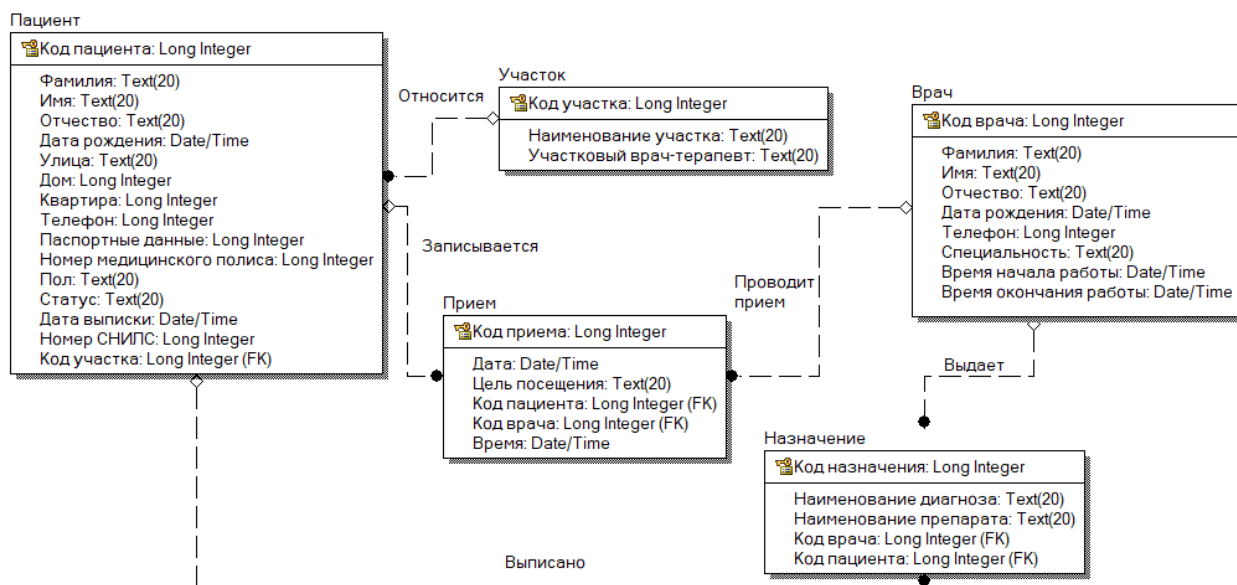 Пациент
Код пациента: Long Integer
Фамилия: Text(20)
Имя: Text(20)
Отчество: Text(20)
Дата рождения: Date/Time
Улица: Text(20)
Дом: Long Integer
Квартира: Long Integer
Телефон: Long Integer
Паспортные данные: Long Integer
Номер медицинского полиса: Long Integer
Пол: Text(20)
Статус: Text(20)
Дата выписки: Date/Time
Номер СНИЛС: Long Integer
Код участка: Long Integer (FK)
Относится
Участок
Код участка: Long Integer
Наименование участка: Text(20)
Участковый врач-терапевт: Text(20)
Врач
Код врача: Long Integer
Фамилия: Text(20)
Имя: Text(20)
Отчество: Text(20)
Дата рождения: Date/Time
Телефон: Long Integer
Специальность: Text(20)
Время начала работы: Date/Time
Время окончания работы: Date/Time
Записывается
Проводит
прием
Прием
Код приема: Long Integer
Дата: Date/Time
Цель посещения: Text(20)
Код пациента: Long Integer (FK)
Код врача: Long Integer (FK)
Время: Date/Time
Выдает
Назначение
Код назначения: Long Integer
Наименование диагноза: Text(20)
Наименование препарата: Text(20)
Код врача: Long Integer (FK)
Код пациента: Long Integer (FK)
Выписано